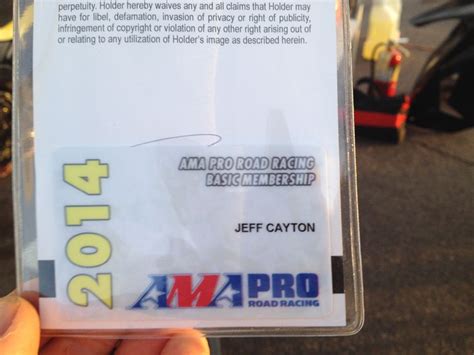 perpetuity. Holder hereby waives any and all claims that Holder may
have for libel, defamation, invasion of privacy or right of publicity,
infringement of copyright or violation of any other right arising out of
or relating to any utilization of Holder's image as described herein.
2014
AMA PRO ROAD RACING
BASIC MEMBERSHIP
JEFF CAYTON
AMA PRO
ROAD RACING